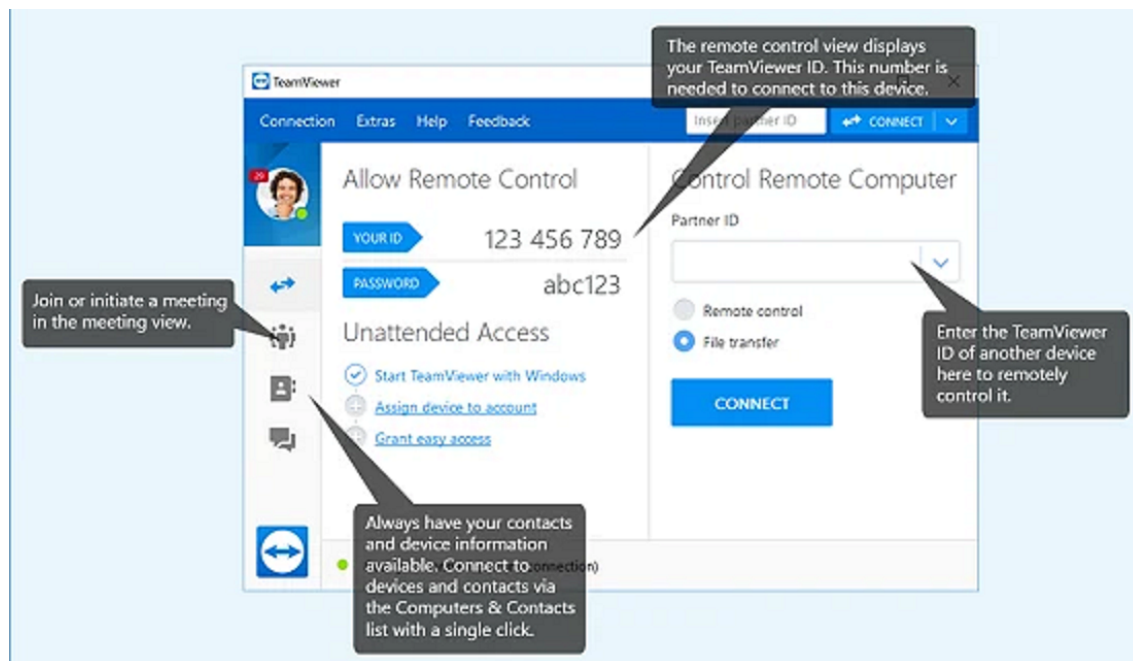 The remote control view displays
your TeamViewer ID. This number is
needed to connect to this device.
TeamViewer
Connection Extras Help Feedback
Insert partner ID
CONNECT
29
Allow Remote Control
YOUR ID 123 456 789
PASSWORD abc123
Unattended Access
Start TeamViewer with Windows
Assign device to account
Grant easy access
Control Remote Computer
Partner ID
Remote control
File transfer
CONNECT
Join or initiate a meeting
in the meeting view.
Enter the TeamViewer
ID of another device
here to remotely
control it.
Always have your contacts
and device information
available. Connect to
devices and contacts via
the Computers & Contacts
list with a single click.
connection)